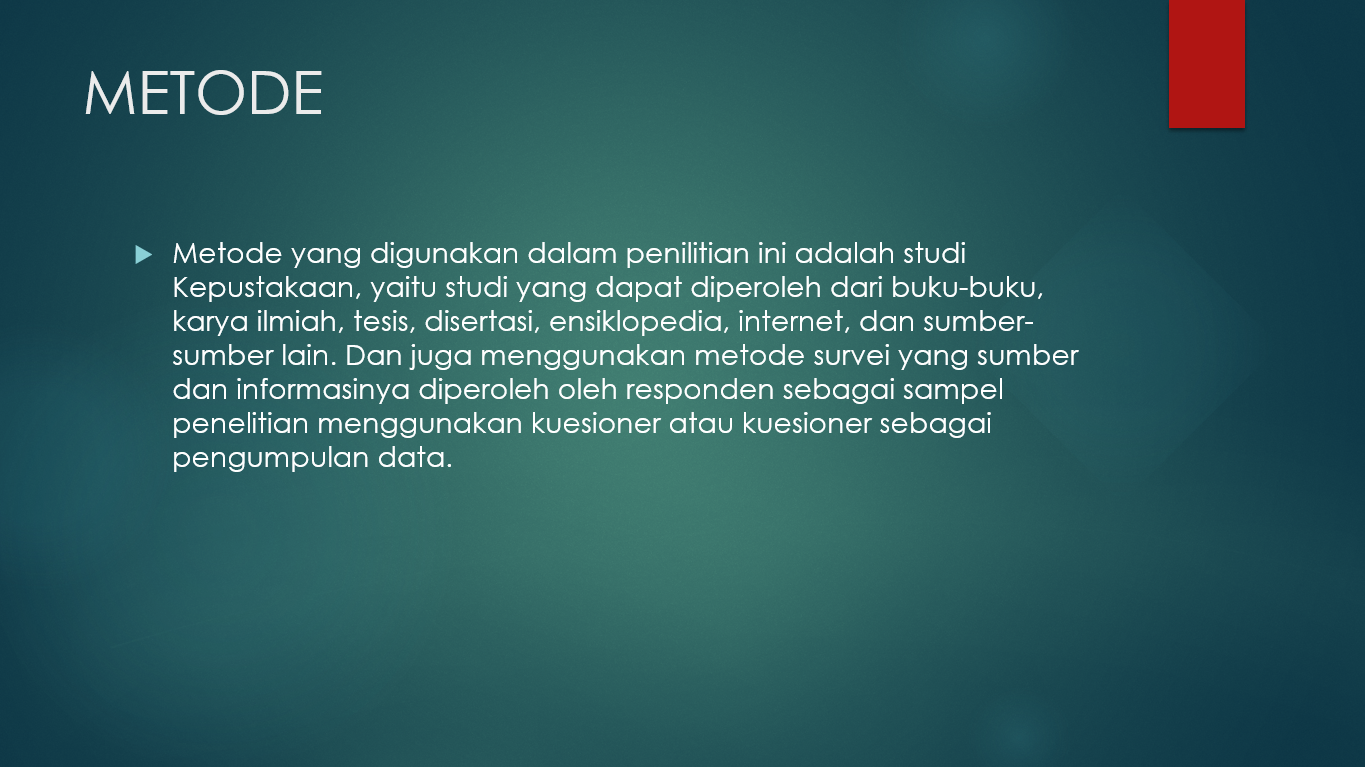 METODE
Metode yang digunakan dalam penilitian ini adalah studi
Kepustakaan, yaitu studi yang dapat diperoleh dari buku-buku,
karya ilmiah, tesis, disertasi, ensiklopedia, internet, dan sumber-
sumber lain. Dan juga menggunakan metode survei yang sumber
dan informasinya diperoleh oleh responden sebagai sampel
penelitian menggunakan kuesioner atau kuesioner sebagai
pengumpulan data.